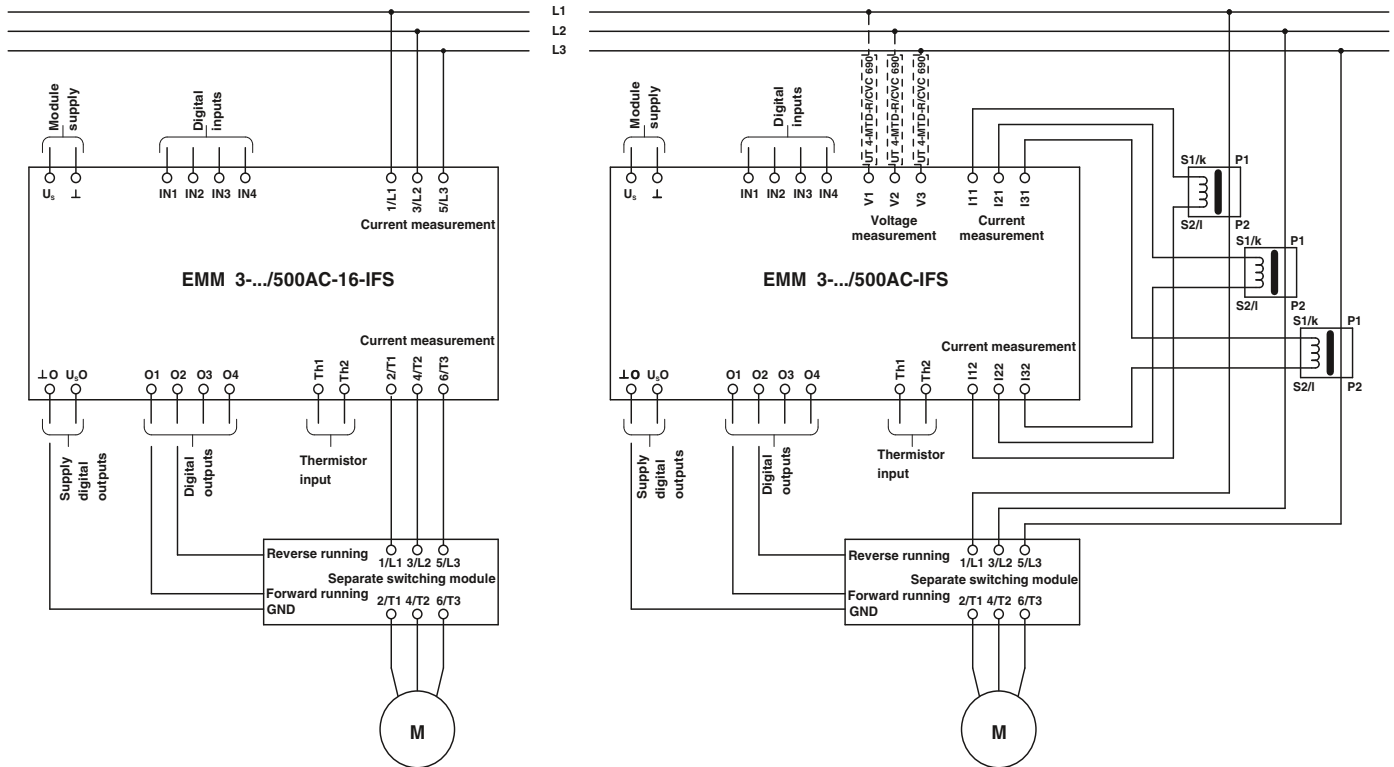 L1
L2
L3
Module
supply
Digital
inputs
Us
⊥
IN1 IN2 IN3 IN4
1/L1
3/L2
5/L3
Current measurement
EMM 3-.../500AC-16-IFS
Current measurement
⊥O UsO
O1 O2 O3 O4
Th1
Th2
2/T1
4/T2
6/T3
Supply
digital
outputs
Digital
outputs
Thermistor
input
Reverse running
1/L1 3/L2 5/L3
Separate switching module
Forward running
2/T1 4/T2 6/T3
GND
M
Module
supply
Digital
inputs
UT 4-MTD-R/CVC 690
UT 4-MTD-R/CVC 690
UT 4-MTD-R/CVC 690
Us
⊥
IN1 IN2 IN3 IN4
V1
V2
V3
Voltage
measurement
I11
I21
I31
Current
measurement
EMM 3-.../500AC-IFS
S1/k P1
S2/l P2
S1/k P1
S2/l P2
S1/k P1
S2/l P2
Current measurement
⊥O UsO
O1 O2 O3 O4
Th1
Th2
I12
I22
I32
Supply
digital
outputs
Digital
outputs
Thermistor
input
Reverse running
1/L1 3/L2 5/L3
Separate switching module
Forward running
2/T1 4/T2 6/T3
GND
M